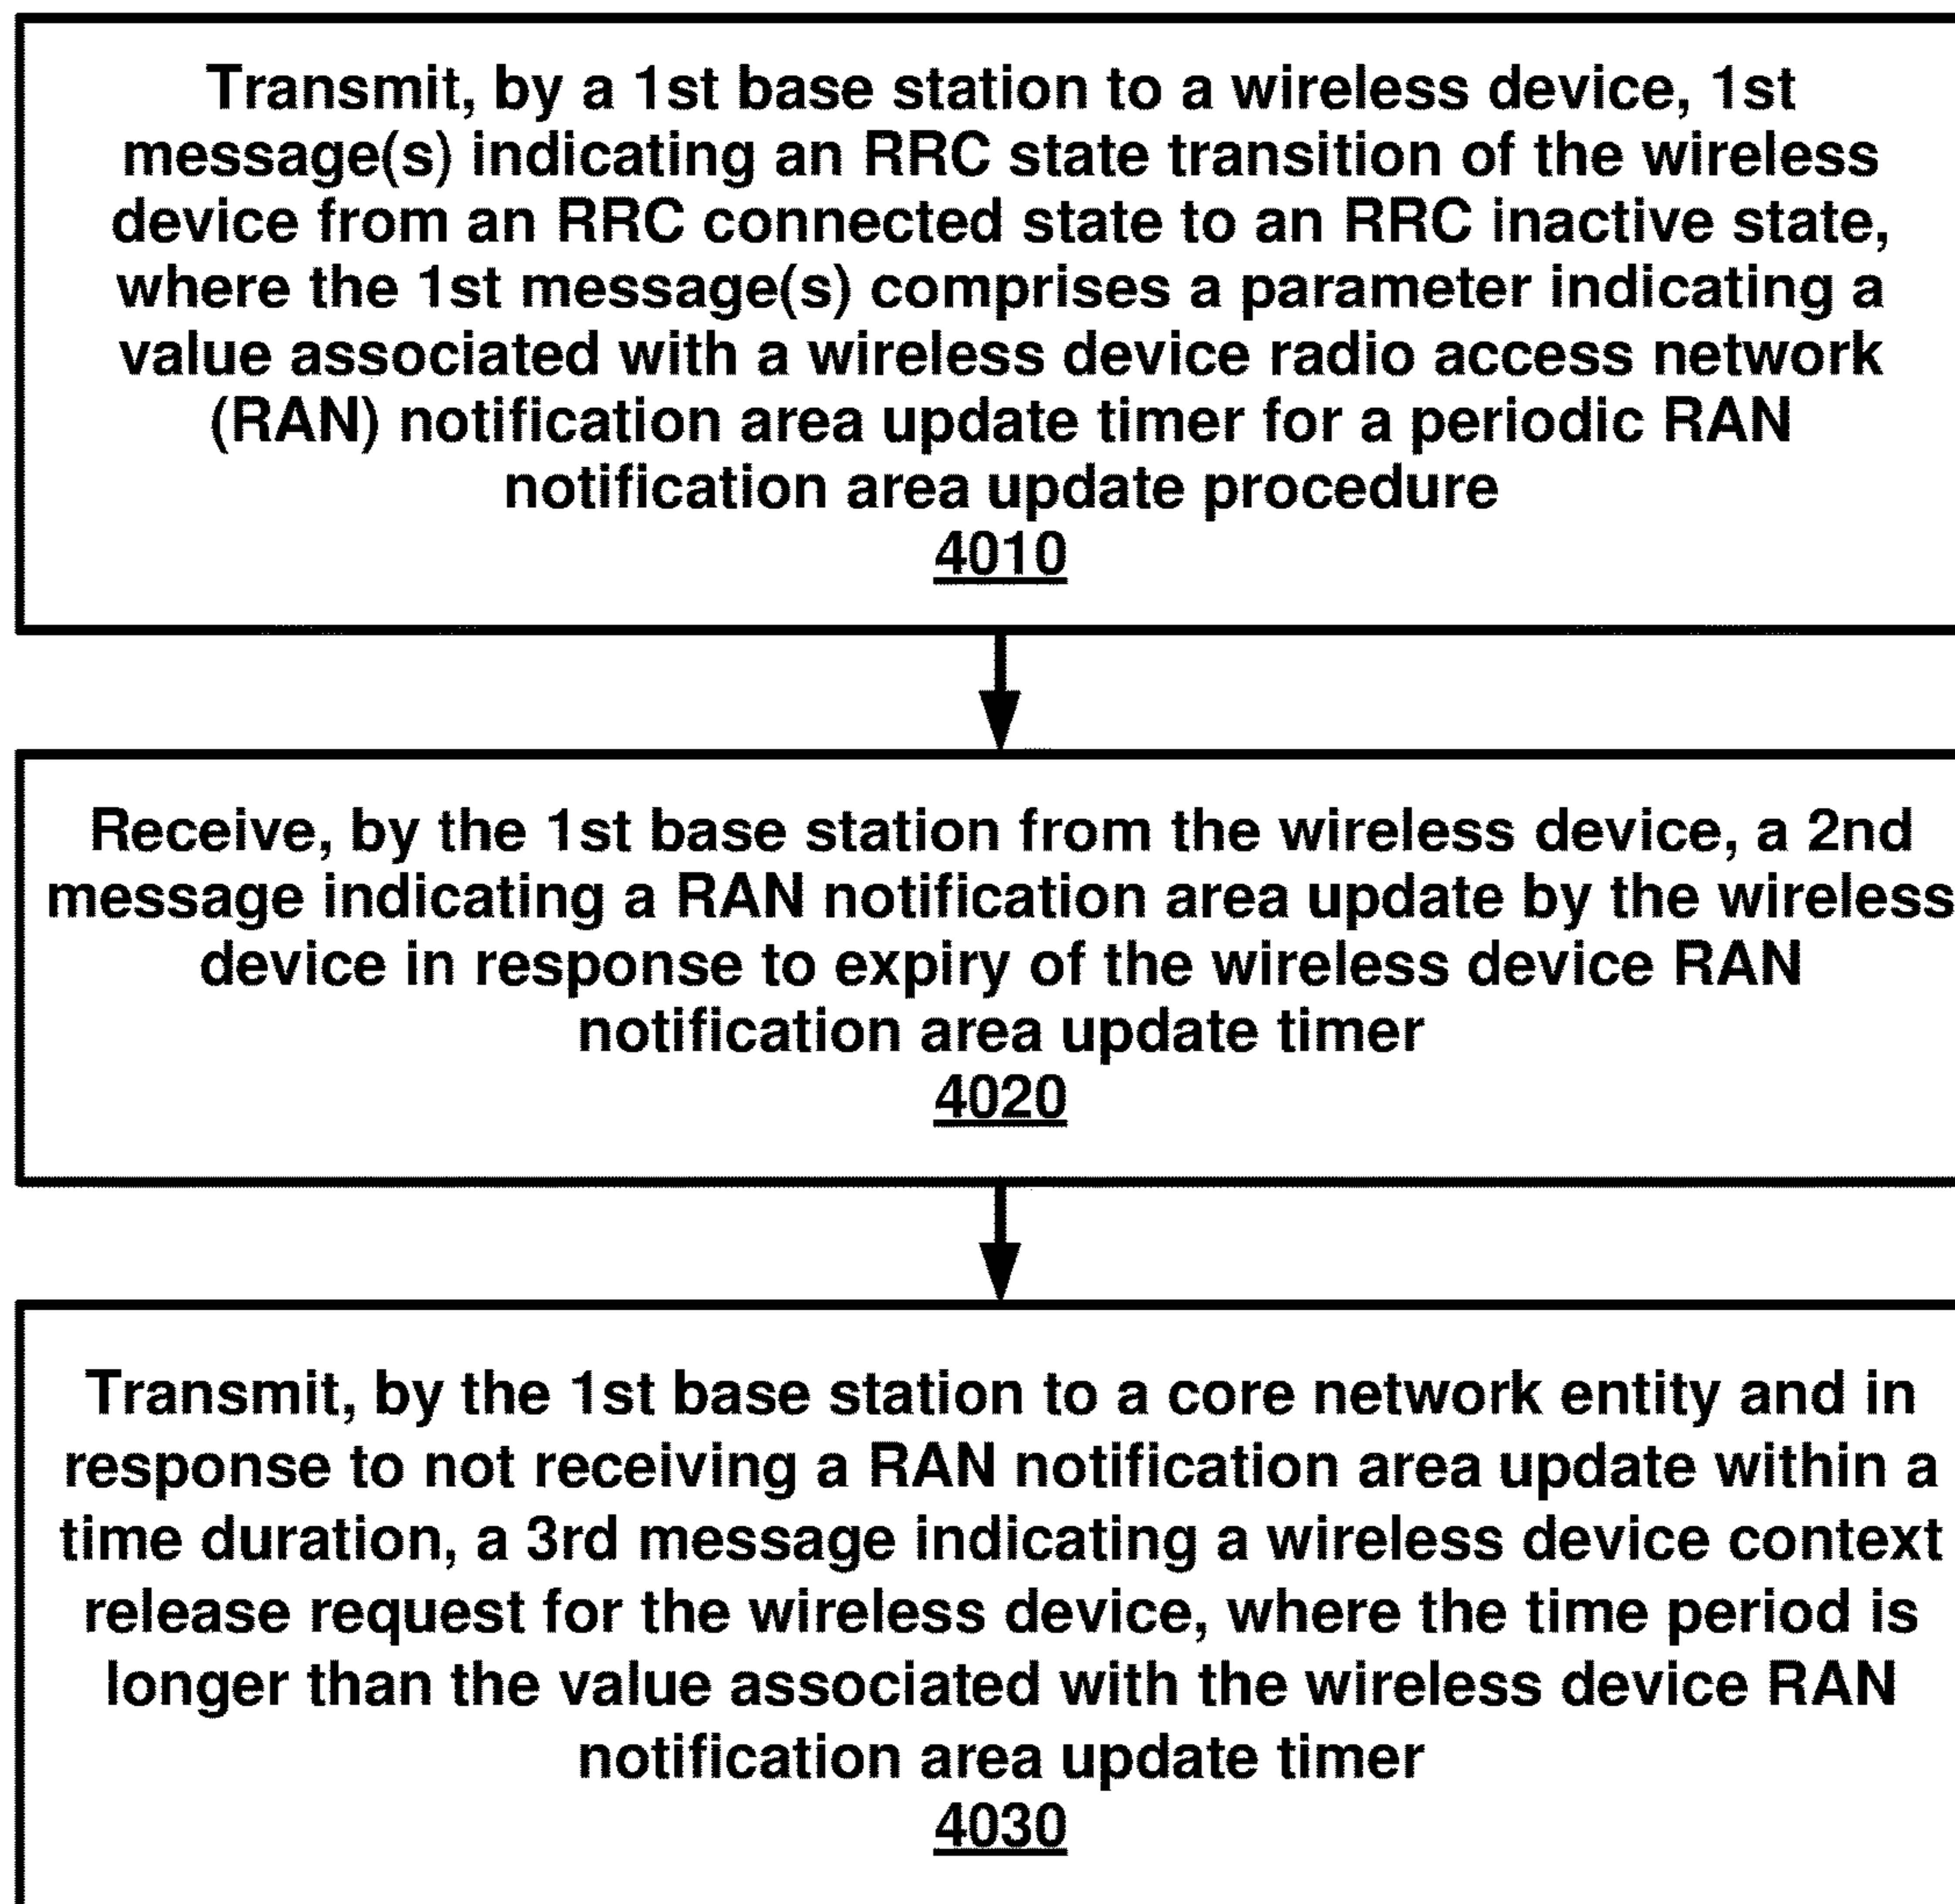 Transmit, by a 1st base station to a wireless device, 1st
message(s) indicating an RRC state transition of the wireless
device from an RRC connected state to an RRC inactive state,
where the 1st message(s) comprises a parameter indicating a
value associated with a wireless device radio access network
(RAN) notification area update timer for a periodic RAN
notification area update procedure
4010
Receive, by the 1st base station from the wireless device, a 2nd
message indicating a RAN notification area update by the wireless
device in response to expiry of the wireless device RAN
notification area update timer
4020
Transmit, by the 1st base station to a core network entity and in
response to not receiving a RAN notification area update within a
time duration, a 3rd message indicating a wireless device context
release request for the wireless device, where the time period is
longer than the value associated with the wireless device RAN
notification area update timer
4030